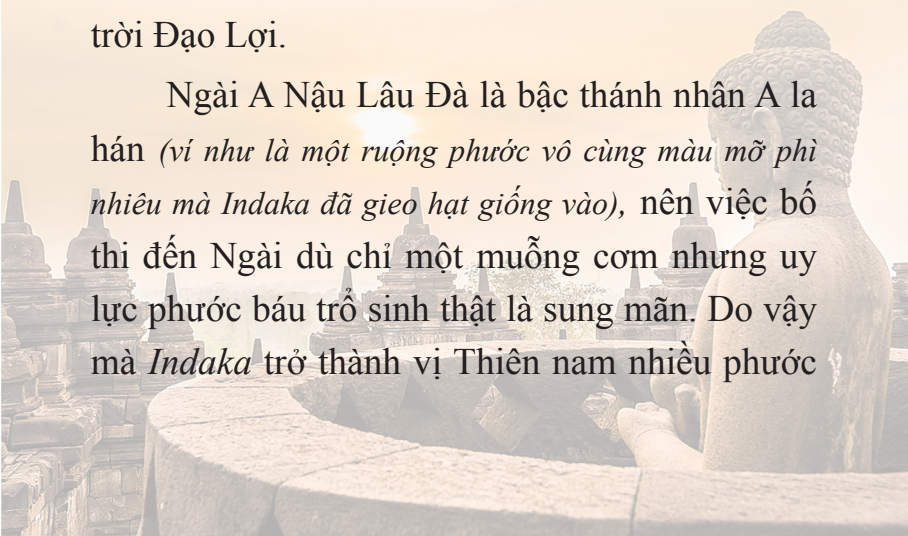 trời Đạo Lợi.
Ngài A Nậu Lâu Đà là bậc thánh nhân A la
hán (ví như là một ruộng phước vô cùng màu mỡ phì
nhiêu mà Indaka đã gieo hạt giống vào), nên việc bố
thi đến Ngài dù chỉ một muỗng cơm nhưng uy
lực phước báu trổ sinh thật là sung mãn. Do vậy
mà Indaka trở thành vị Thiên nam nhiều phước